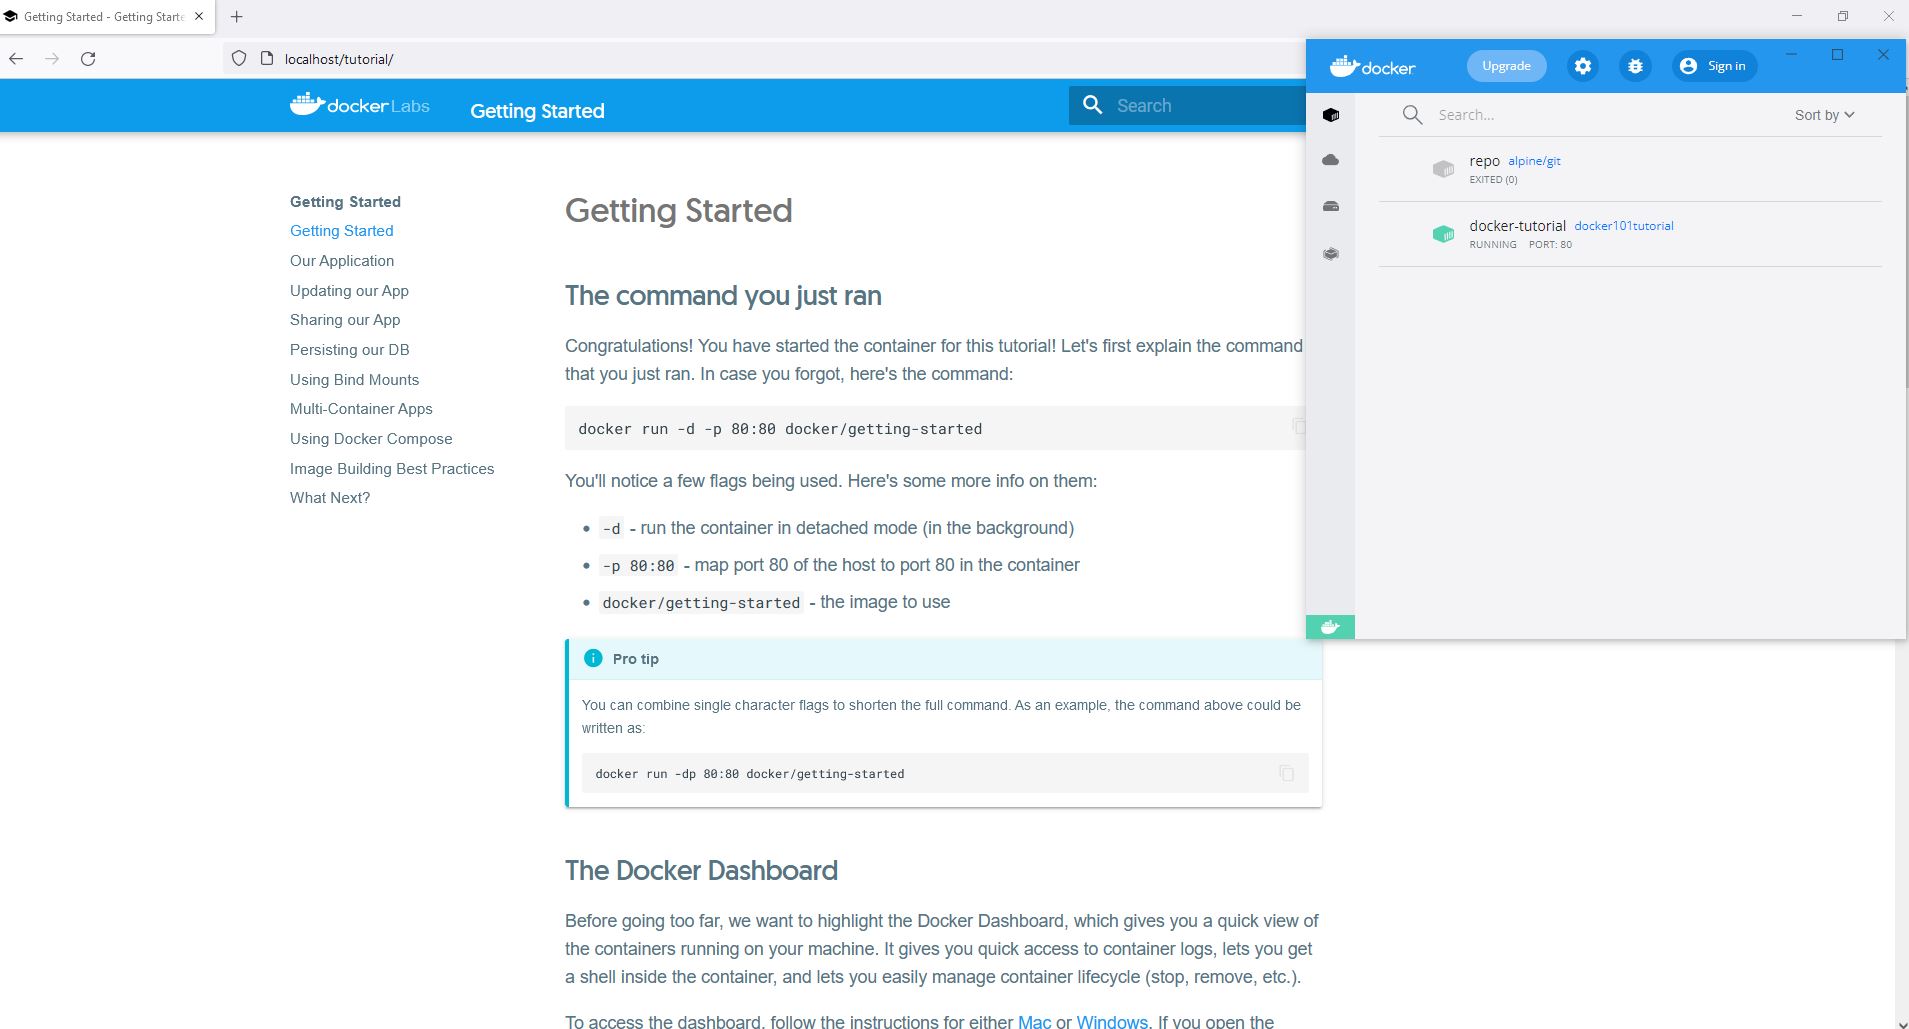 Getting Started - Getting Starte
localhost/tutorial/
docker Labs
Getting Started
Search
Getting Started
Getting Started
Our Application
Updating our App
Sharing our App
Persisting our DB
Using Bind Mounts
Multi-Container Apps
Using Docker Compose
Image Building Best Practices
What Next?
Getting Started
The command you just ran
Congratulations! You have started the container for this tutorial! Let's first explain the command
that you just ran. In case you forgot, here's the command:
docker run -d -p 80:80 docker/getting-started
You'll notice a few flags being used. Here's some more info on them:
-d - run the container in detached mode (in the background)
-p 80:80 - map port 80 of the host to port 80 in the container
docker/getting-started - the image to use
Pro tip
You can combine single character flags to shorten the full command. As an example, the command above could be
written as:
docker run -dp 80:80 docker/getting-started
The Docker Dashboard
Before going too far, we want to highlight the Docker Dashboard, which gives you a quick view of
the containers running on your machine. It gives you quick access to container logs, lets you get
a shell inside the container, and lets you easily manage container lifecycle (stop, remove, etc.).
To access the dashboard, follow the instructions for either Mac or Windows. If you open the
docker
Upgrade
Sign in
Search...
Sort by
repo alpine/git
EXITED (0)
docker-tutorial docker101tutorial
RUNNING PORT: 80